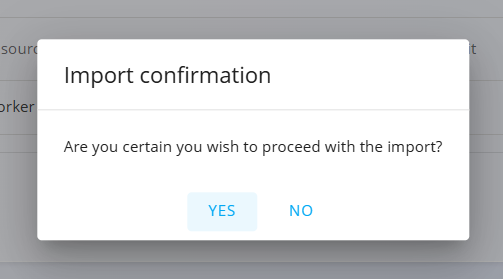 Import confirmation
Are you certain you wish to proceed with the import?
YES NO